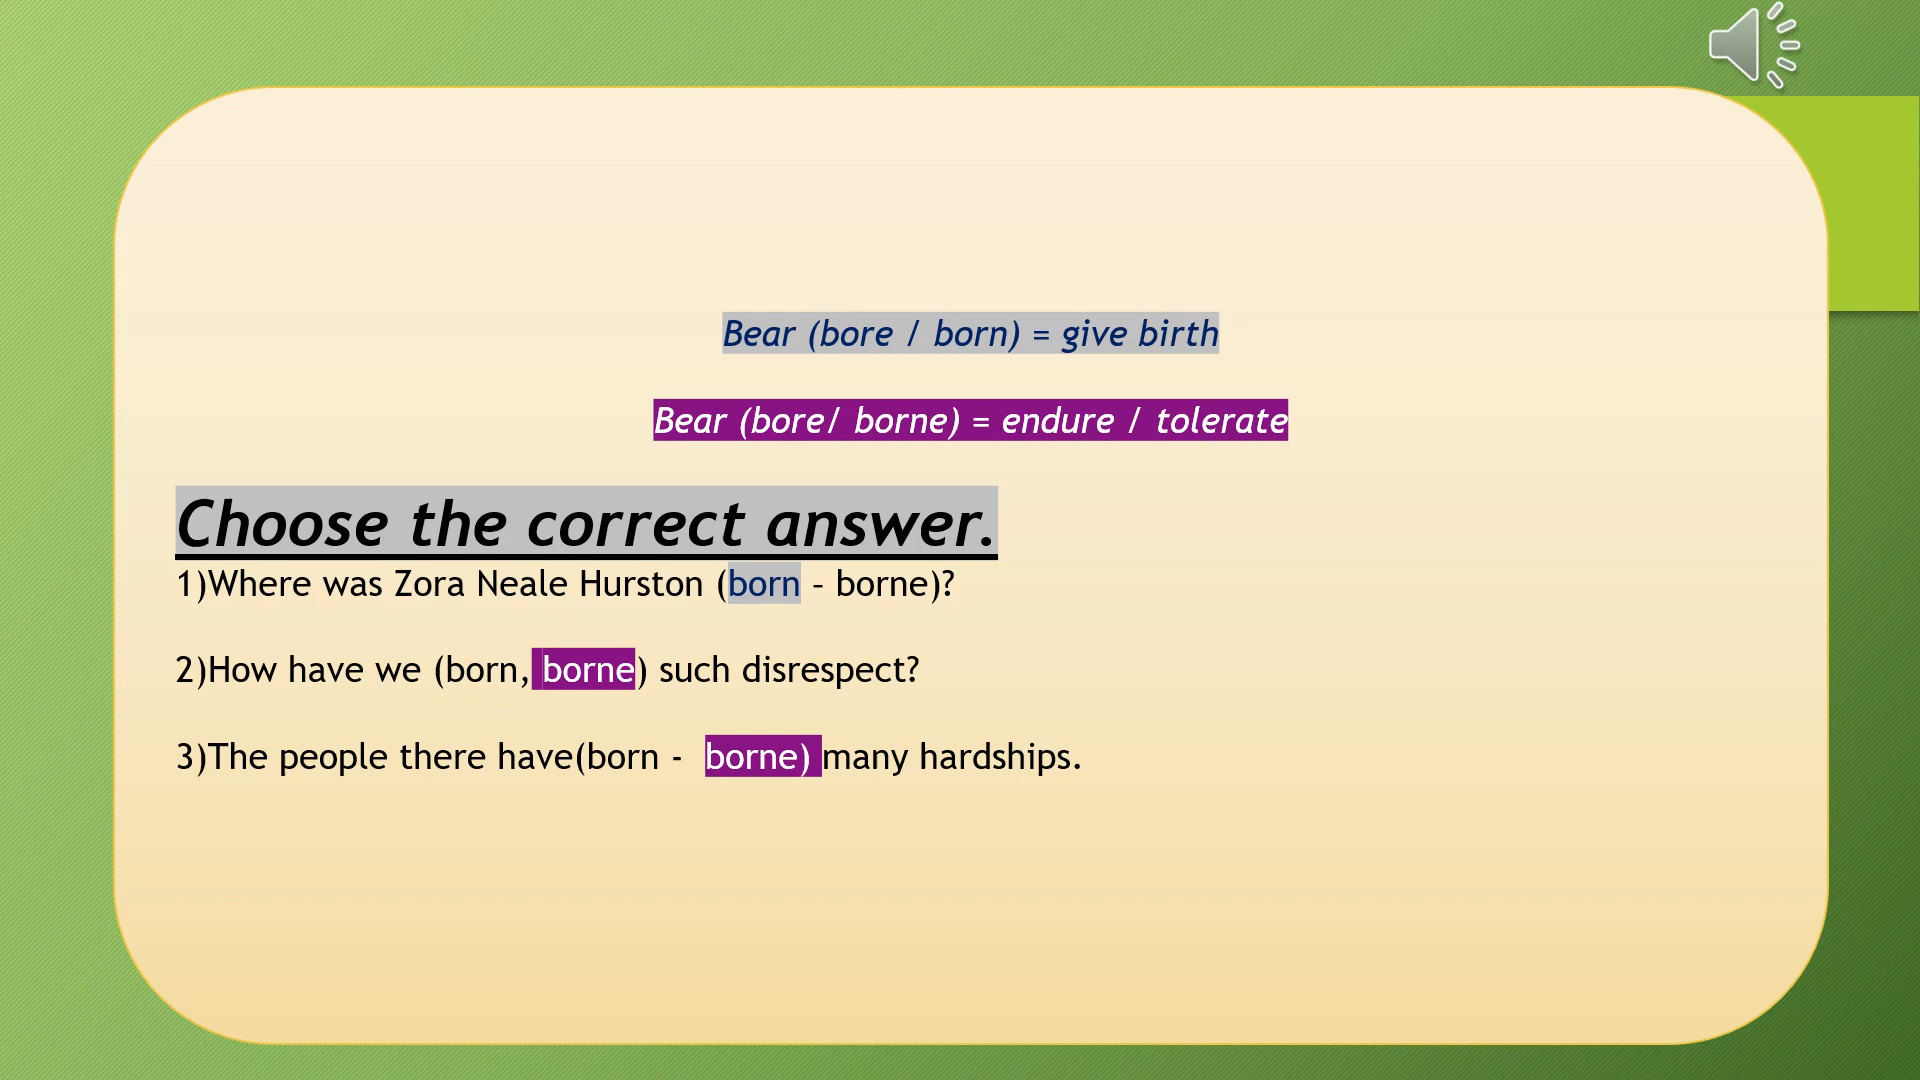 Bear (bore / born) = give birth
Bear (bore/ borne) = endure / tolerate
Choose the correct answer.
1)Where was Zora Neale Hurston (born – borne)?
2)How have we (born, borne) such disrespect?
3)The people there have(born -  borne) many hardships.